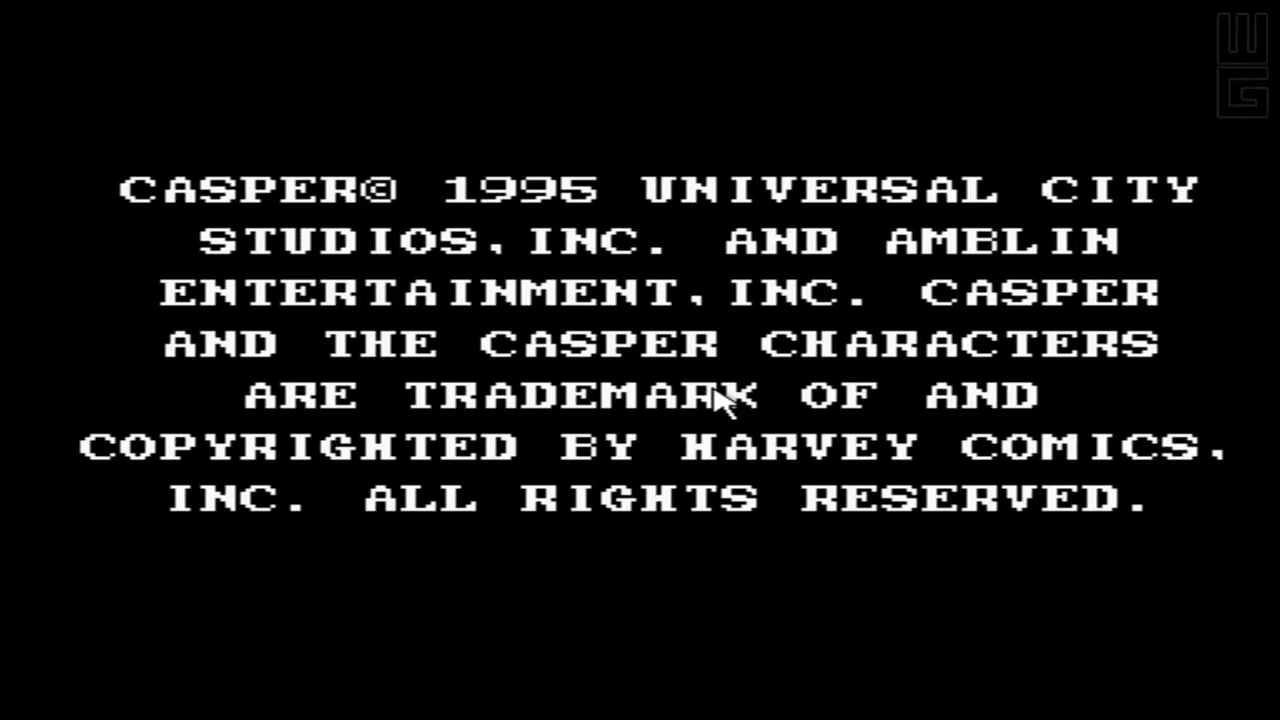 CASPER© 1995 UNIVERSAL CITY
STUDIOS,INC. AND AMBLIN
ENTERTAINMENT,INC. CASPER
AND THE CASPER CHARACTERS
ARE TRADEMARK OF AND
COPYRIGHTED BY HARVEY COMICS,
INC. ALL RIGHTS RESERVED.